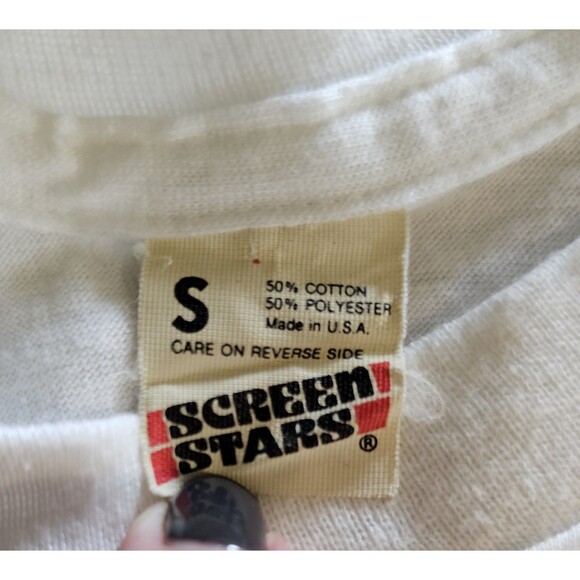 S
50% COTTON
50% POLYESTER
Made in U.S.A.
CARE ON REVERSE SIDE
SCREEN
STARS®